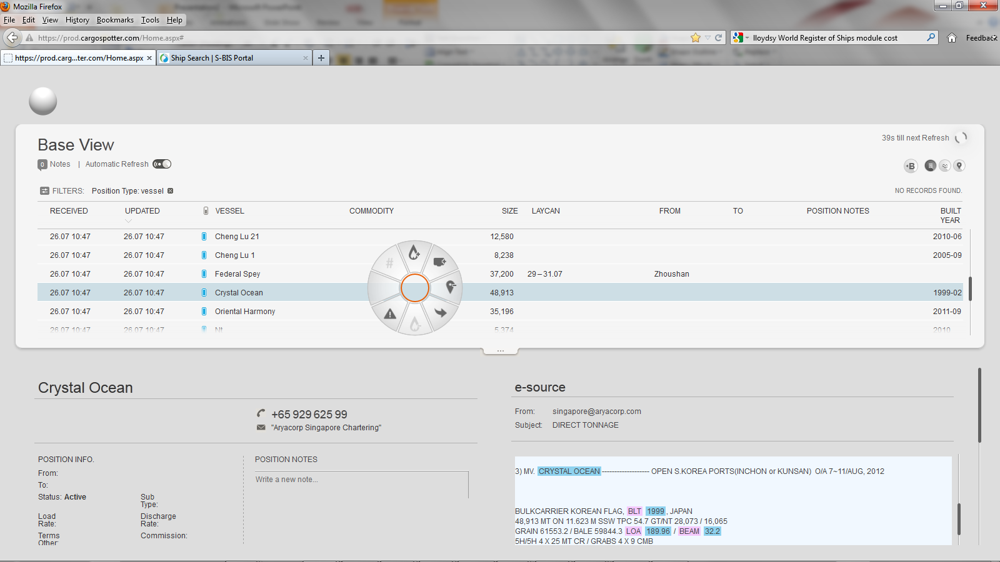 Mozilla Firefox
File Edit View History Bookmarks Tools Help
https://prod.cargospotter.com/Home.aspx#
lloydsy World Register of Ships module cost
Feedback
https://prod.carg...ter.com/Home.aspx
Ship Search | S-BIS Portal
Base View
39s till next Refresh
0 Notes | Automatic Refresh
B
FILTERS: Position Type: vessel
NO RECORDS FOUND.
RECEIVED UPDATED VESSEL COMMODITY SIZE LAYCAN FROM TO POSITION NOTES BUILT YEAR
26.07 10:47 26.07 10:47 Cheng Lu 21 12,580 2010-06
26.07 10:47 26.07 10:47 Cheng Lu 1 8,238 2005-09
26.07 10:47 26.07 10:47 Federal Spey 37,200 29–31.07 Zhoushan
26.07 10:47 26.07 10:47 Crystal Ocean 48,913 1999-02
26.07 10:47 26.07 10:47 Oriental Harmony 35,196 2011-09
26.07 10:47 26.07 10:47 Nt 5,374 2010
#
...
Crystal Ocean
+65 929 625 99
"Aryacorp Singapore Chartering"
POSITION INFO.
From:
To:
Status: Active
Sub Type:
Load Rate:
Discharge Rate:
Terms Other:
Commission:
POSITION NOTES
Write a new note...
e-source
From: singapore@aryacorp.com
Subject: DIRECT TONNAGE
3) MV. CRYSTAL OCEAN ------------------- OPEN S.KOREA PORTS(INCHON or KUNSAN) O/A 7~11/AUG, 2012
BULKCARRIER KOREAN FLAG, BLT 1999, JAPAN
48,913 MT ON 11.623 M SSW TPC 54.7 GT/NT 28,073 / 16,065
GRAIN 61553.2 / BALE 59844.3 LOA 189.96 / BEAM 32.2
5H/5H 4 X 25 MT CR / GRABS 4 X 9 CMB